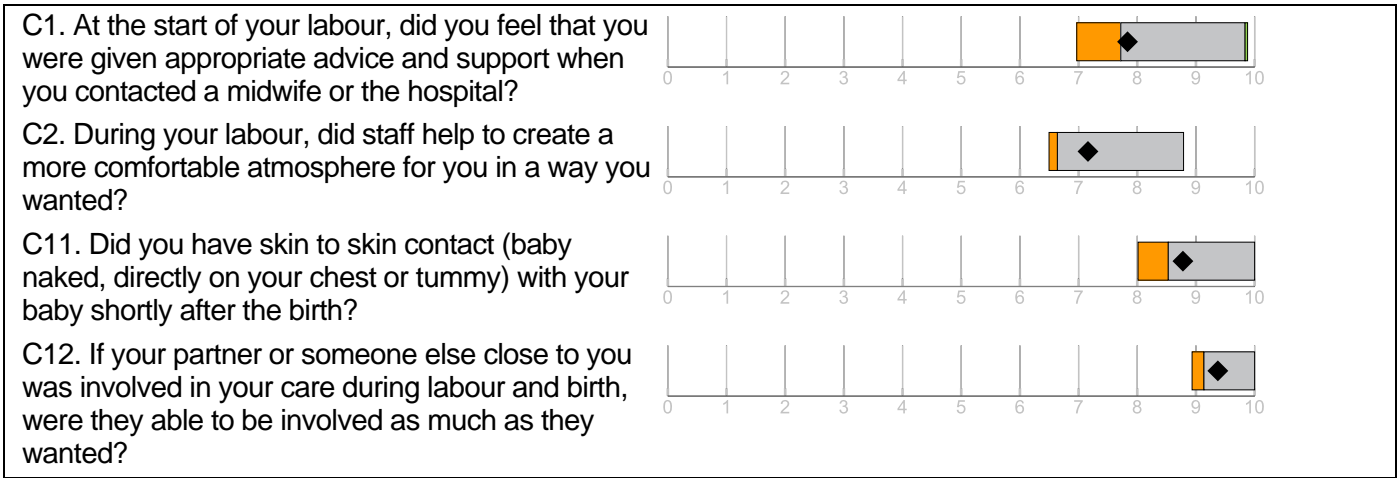 C1. At the start of your labour, did you feel that you
were given appropriate advice and support when
you contacted a midwife or the hospital?
0 1 2 3 4 5 6 7 8 9 10
C2. During your labour, did staff help to create a
more comfortable atmosphere for you in a way you
wanted?
0 1 2 3 4 5 6 7 8 9 10
C11. Did you have skin to skin contact (baby
naked, directly on your chest or tummy) with your
baby shortly after the birth?
0 1 2 3 4 5 6 7 8 9 10
C12. If your partner or someone else close to you
was involved in your care during labour and birth,
were they able to be involved as much as they
wanted?
0 1 2 3 4 5 6 7 8 9 10